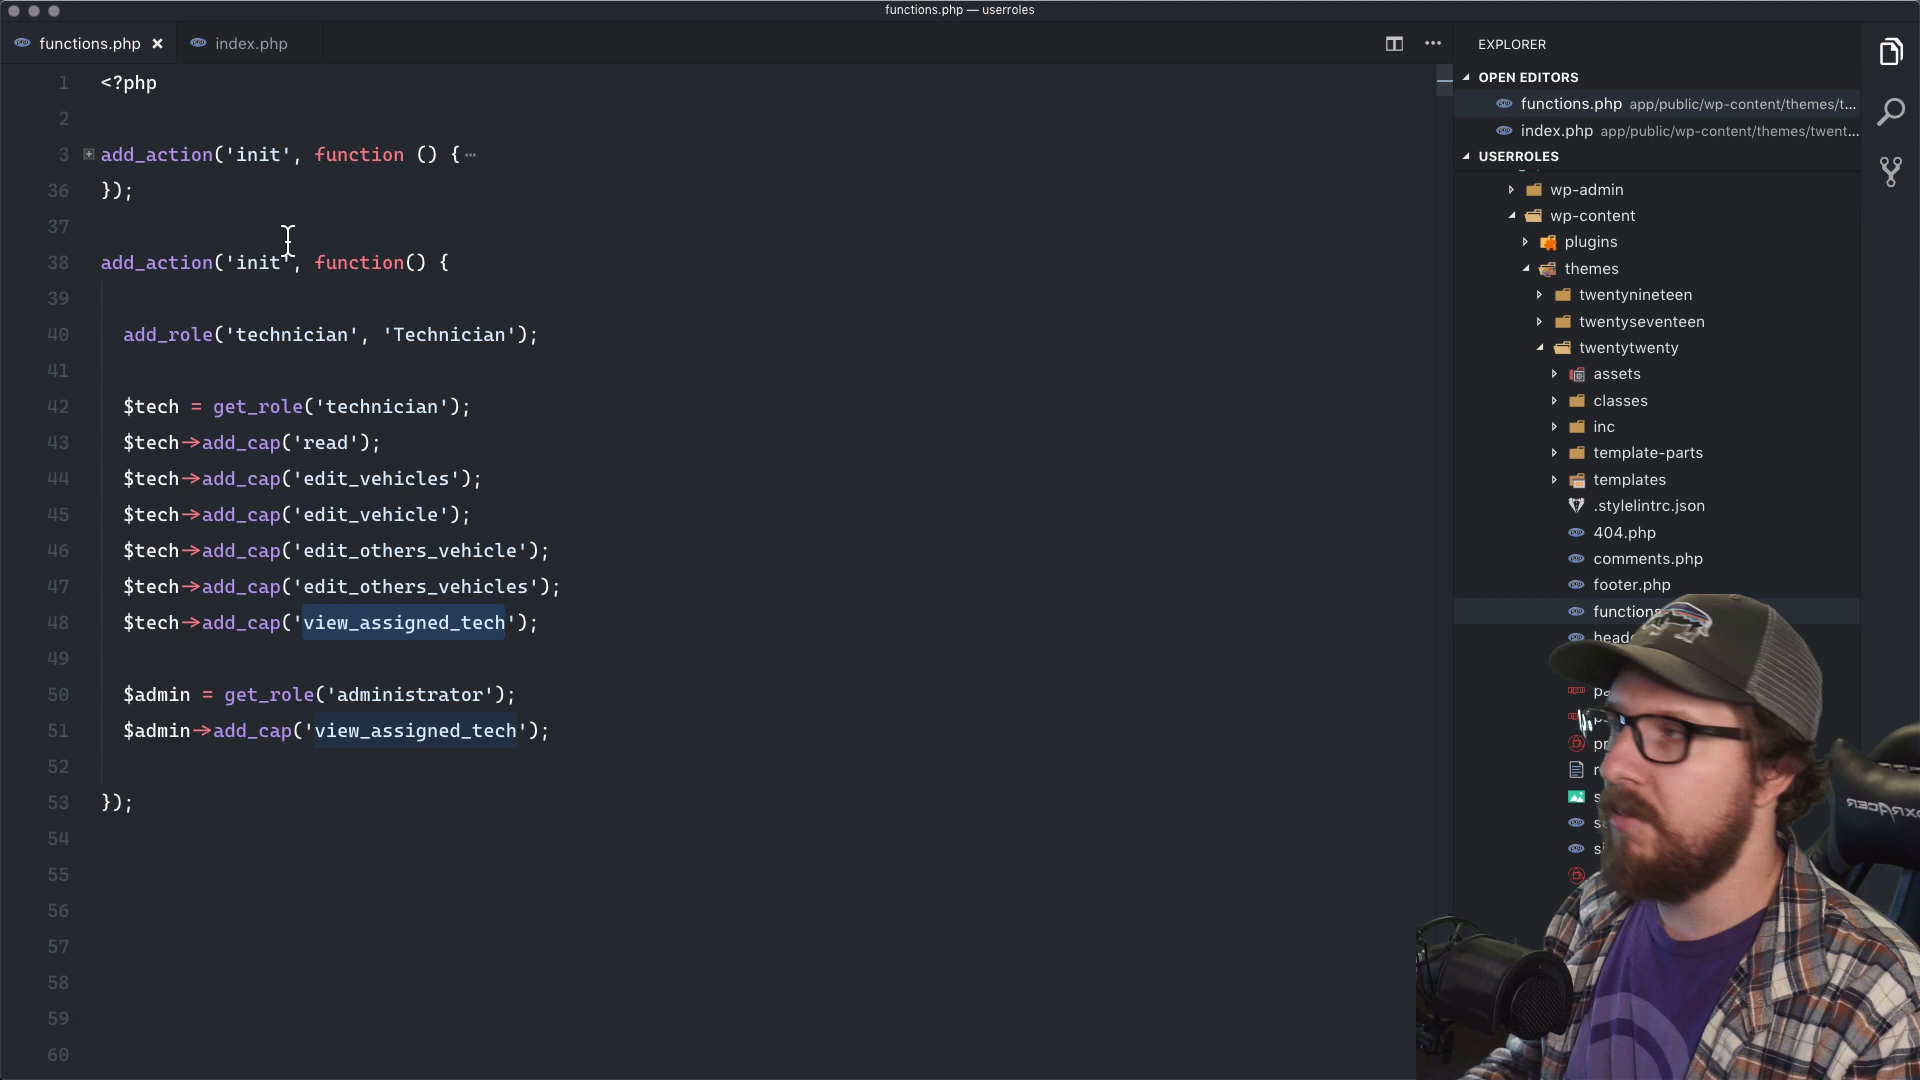 functions.php — userroles
functions.php
index.php
1 <?php
2
3 add_action('init', function () {…
36 });
37
38 add_action('init', function() {
39
40 add_role('technician', 'Technician');
41
42 $tech = get_role('technician');
43 $tech->add_cap('read');
44 $tech->add_cap('edit_vehicles');
45 $tech->add_cap('edit_vehicle');
46 $tech->add_cap('edit_others_vehicle');
47 $tech->add_cap('edit_others_vehicles');
48 $tech->add_cap('view_assigned_tech');
49
50 $admin = get_role('administrator');
51 $admin->add_cap('view_assigned_tech');
52
53 });
54
55
56
57
58
59
60
EXPLORER
OPEN EDITORS
functions.php app/public/wp-content/themes/t...
index.php app/public/wp-content/themes/twent...
USERROLES
wp-admin
wp-content
plugins
themes
twentynineteen
twentyseventeen
twentytwenty
assets
classes
inc
template-parts
templates
.stylelintrc.json
404.php
comments.php
footer.php
functions
head